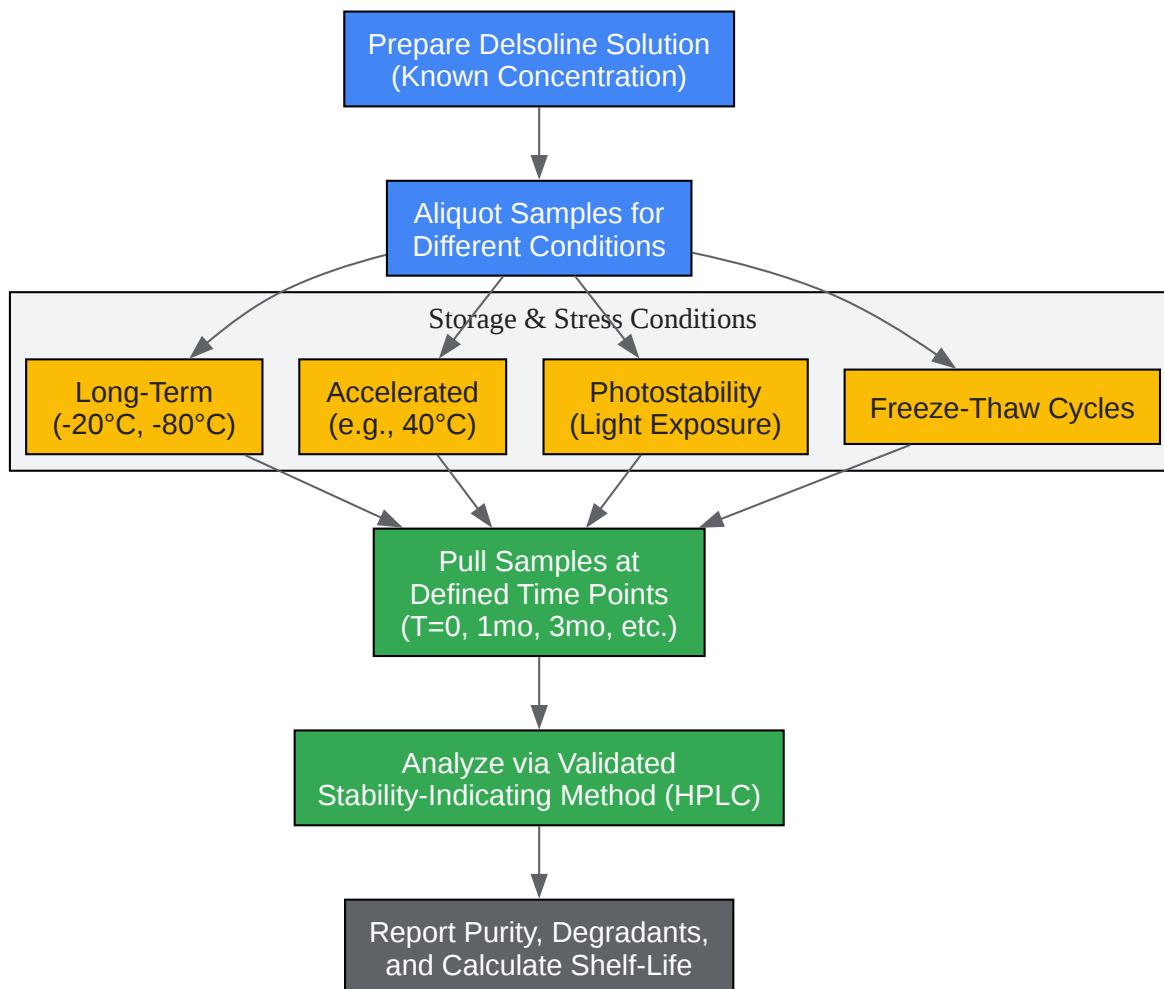 Prepare Delsoline Solution
(Known Concentration)
Aliquot Samples for
Different Conditions
Storage & Stress Conditions
Long-Term
(-20°C, -80°C)
Accelerated
(e.g., 40°C)
Photostability
(Light Exposure)
Freeze-Thaw Cycles
Pull Samples at
Defined Time Points
(T=0, 1mo, 3mo, etc.)
Analyze via Validated
Stability-Indicating Method (HPLC)
Report Purity, Degradants,
and Calculate Shelf-Life